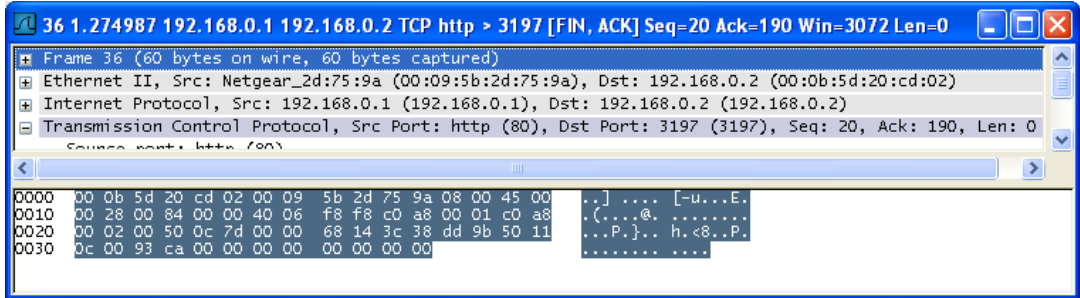 36 1.274987 192.168.0.1 192.168.0.2 TCP http > 3197 [FIN, ACK] Seq=20 Ack=190 Win=3072 Len=0
Frame 36 (60 bytes on wire, 60 bytes captured)
Ethernet II, Src: Netgear_2d:75:9a (00:09:5b:2d:75:9a), Dst: 192.168.0.2 (00:0b:5d:20:cd:02)
Internet Protocol, Src: 192.168.0.1 (192.168.0.1), Dst: 192.168.0.2 (192.168.0.2)
Transmission Control Protocol, Src Port: http (80), Dst Port: 3197 (3197), Seq: 20, Ack: 190, Len: 0
Source port: http (80)
0000 00 0b 5d 20 cd 02 00 09 5b 2d 75 9a 08 00 45 00 ..] .... [-u...E.
0010 00 28 00 84 00 00 40 06 f8 f8 c0 a8 00 01 c0 a8 .(....@. ........
0020 00 02 00 50 0c 7d 00 00 68 14 3c 38 dd 9b 50 11 ...P.}.. h.<8..P.
0030 0c 00 93 ca 00 00 00 00 00 00 00 00 ........ ....